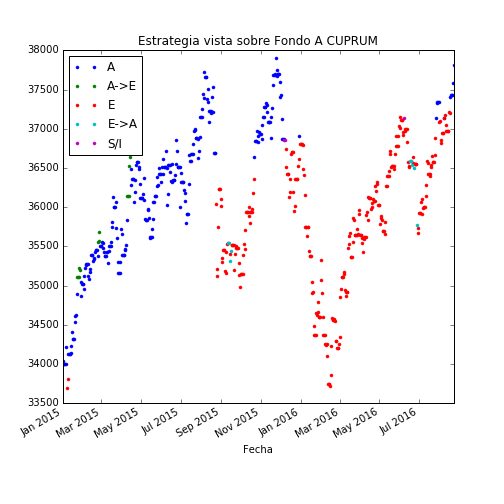 Estrategia vista sobre Fondo A CUPRUM
38000
37500
37000
36500
36000
35500
35000
34500
34000
33500
A
A->E
E
E->A
S/I
Jan 2015
Mar 2015
May 2015
Jul 2015
Sep 2015
Nov 2015
Jan 2016
Mar 2016
May 2016
Jul 2016
Fecha